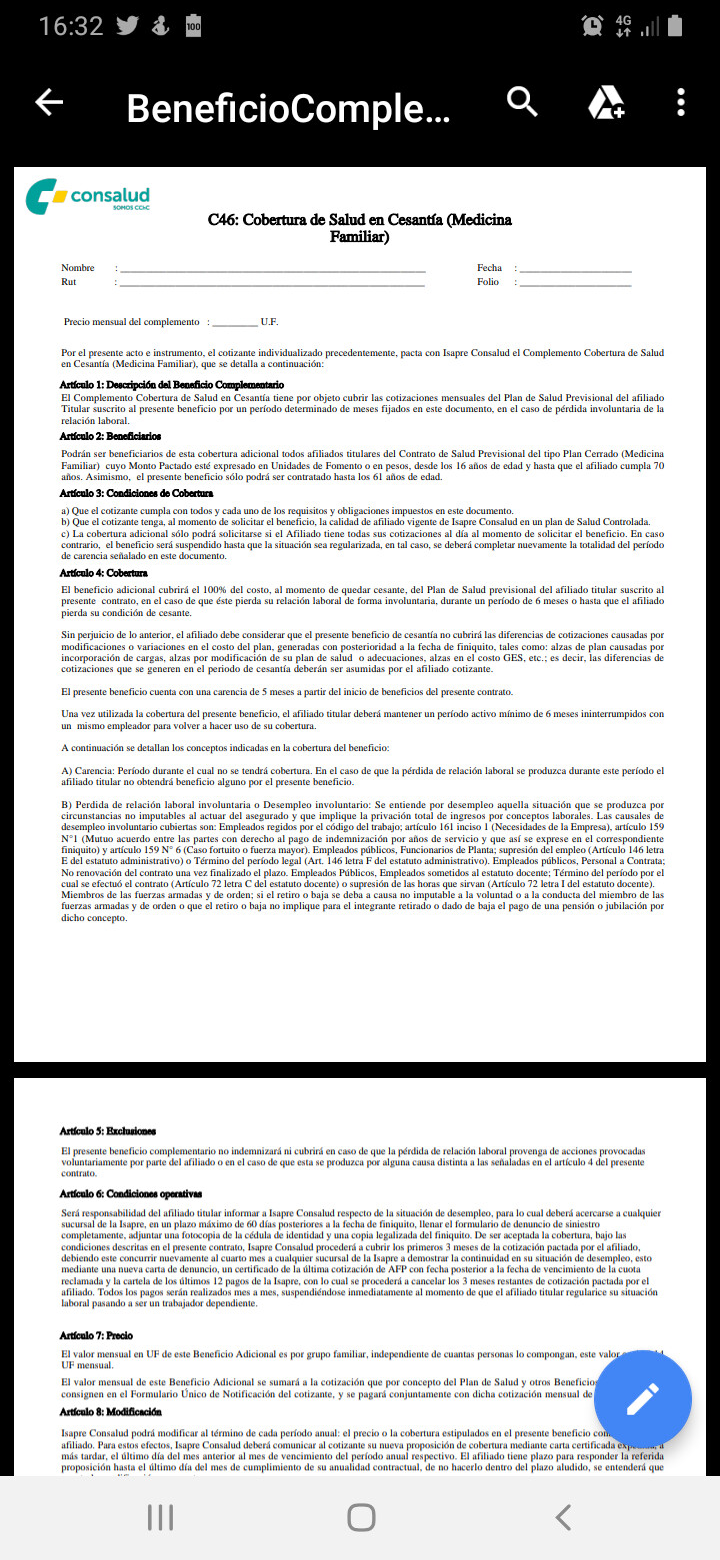 16:32
100
4G
BeneficioComple...
consalud
SOMOS CChC
C46: Cobertura de Salud en Cesantía (Medicina
Familiar)
Nombre : Fecha :
Rut : Folio :
Precio mensual del complemento : ________ U.F.
Por el presente acto e instrumento, el cotizante individualizado precedentemente, pacta con Isapre Consalud el Complemento Cobertura de Salud
en Cesantía (Medicina Familiar), que se detalla a continuación:
Artículo 1: Descripción del Beneficio Complementario
El Complemento Cobertura de Salud en Cesantía tiene por objeto cubrir las cotizaciones mensuales del Plan de Salud Previsional del afiliado
Titular suscrito al presente beneficio por un período determinado de meses fijados en este documento, en el caso de pérdida involuntaria de la
relación laboral.
Artículo 2: Beneficiarios
Podrán ser beneficiarios de esta cobertura adicional todos afiliados titulares del Contrato de Salud Previsional del tipo Plan Cerrado (Medicina
Familiar) cuyo Monto Pactado esté expresado en Unidades de Fomento o en pesos, desde los 16 años de edad y hasta que el afiliado cumpla 70
años. Asimismo, el presente beneficio sólo podrá ser contratado hasta los 61 años de edad.
Artículo 3: Condiciones de Cobertura
a) Que el cotizante cumpla con todos y cada uno de los requisitos y obligaciones impuestos en este documento.
b) Que el cotizante tenga, al momento de solicitar el beneficio, la calidad de afiliado vigente de Isapre Consalud en un plan de Salud Controlada.
c) La cobertura adicional sólo podrá solicitarse si el Afiliado tiene todas sus cotizaciones al día al momento de solicitar el beneficio. En caso
contrario, el beneficio será suspendido hasta que la situación sea regularizada, en tal caso, se deberá completar nuevamente la totalidad del período
de carencia señalado en este documento.
Artículo 4: Cobertura
El beneficio adicional cubrirá el 100% del costo, al momento de quedar cesante, del Plan de Salud previsional del afiliado titular suscrito al
presente contrato, en el caso de que éste pierda su relación laboral de forma involuntaria, durante un período de 6 meses o hasta que el afiliado
pierda su condición de cesante.
Sin perjuicio de lo anterior, el afiliado debe considerar que el presente beneficio de cesantía no cubrirá las diferencias de cotizaciones causadas por
modificaciones o variaciones en el costo del plan, generadas con posterioridad a la fecha de finiquito, tales como: alzas de plan causadas por
incorporación de cargas, alzas por modificación de su plan de salud o adecuaciones, alzas en el costo GES, etc.; es decir, las diferencias de
cotizaciones que se generen en el periodo de cesantía deberán ser asumidas por el afiliado cotizante.
El presente beneficio cuenta con una carencia de 5 meses a partir del inicio de beneficios del presente contrato.
Una vez utilizada la cobertura del presente beneficio, el afiliado titular deberá mantener un período activo mínimo de 6 meses ininterrumpidos con
un mismo empleador para volver a hacer uso de su cobertura.
A continuación se detallan los conceptos indicadas en la cobertura del beneficio:
A) Carencia: Período durante el cual no se tendrá cobertura. En el caso de que la pérdida de relación laboral se produzca durante este período el
afiliado titular no obtendrá beneficio alguno por el presente beneficio.
B) Perdida de relación laboral involuntaria o Desempleo involuntario: Se entiende por desempleo aquella situación que se produzca por
circunstancias no imputables al actuar del asegurado y que implique la privación total de ingresos por conceptos laborales. Las causales de
desempleo involuntario cubiertas son: Empleados regidos por el código del trabajo; artículo 161 inciso 1 (Necesidades de la Empresa), artículo 159
N°1 (Mutuo acuerdo entre las partes con derecho al pago de indemnización por años de servicio y que así se exprese en el correspondiente
finiquito) y artículo 159 N° 6 (Caso fortuito o fuerza mayor). Empleados públicos, Funcionarios de Planta; supresión del empleo (Artículo 146 letra
E del estatuto administrativo) o Término del período legal (Art. 146 letra F del estatuto administrativo). Empleados públicos, Personal a Contrata;
No renovación del contrato una vez finalizado el plazo. Empleados Públicos, Empleados sometidos al estatuto docente; Término del período por el
cual se efectuó el contrato (Artículo 72 letra C del estatuto docente) o supresión de las horas que sirvan (Artículo 72 letra I del estatuto docente).
Miembros de las fuerzas armadas y de orden; si el retiro o baja se deba a causa no imputable a la voluntad o a la conducta del miembro de las
fuerzas armadas y de orden o que el retiro o baja no implique para el integrante retirado o dado de baja el pago de una pensión o jubilación por
dicho concepto.
Artículo 5: Exclusiones
El presente beneficio complementario no indemnizará ni cubrirá en caso de que la pérdida de relación laboral provenga de acciones provocadas
voluntariamente por parte del afiliado o en el caso de que esta se produzca por alguna causa distinta a las señaladas en el artículo 4 del presente
contrato.
Artículo 6: Condiciones operativas
Será responsabilidad del afiliado titular informar a Isapre Consalud respecto de la situación de desempleo, para lo cual deberá acercarse a cualquier
sucursal de la Isapre, en un plazo máximo de 60 días posteriores a la fecha de finiquito, llenar el formulario de denuncio de siniestro
completamente, adjuntar una fotocopia de la cédula de identidad y una copia legalizada del finiquito. De ser aceptada la cobertura, bajo las
condiciones descritas en el presente contrato, Isapre Consalud procederá a cubrir los primeros 3 meses de la cotización pactada por el afiliado,
debiendo este concurrir nuevamente al cuarto mes a cualquier sucursal de la Isapre a demostrar la continuidad en su situación de desempleo, esto
mediante una nueva carta de denuncio, un certificado de la última cotización de AFP con fecha posterior a la fecha de vencimiento de la cuota
reclamada y la cartela de los últimos 12 pagos de la Isapre, con lo cual se procederá a cancelar los 3 meses restantes de cotización pactada por el
afiliado. Todos los pagos serán realizados mes a mes, suspendiéndose inmediatamente al momento de que el afiliado titular regularice su situación
laboral pasando a ser un trabajador dependiente.
Artículo 7: Precio
El valor mensual en UF de este Beneficio Adicional es por grupo familiar, independiente de cuantas personas lo compongan, este valor
UF mensual.
El valor mensual de este Beneficio Adicional se sumará a la cotización que por concepto del Plan de Salud y otros Beneficios
consignen en el Formulario Único de Notificación del cotizante, y se pagará conjuntamente con dicha cotización mensual de
Artículo 8: Modificación
Isapre Consalud podrá modificar al término de cada período anual: el precio o la cobertura estipulados en el presente beneficio
afiliado. Para estos efectos, Isapre Consalud deberá comunicar al cotizante su nueva proposición de cobertura mediante carta certificada a
más tardar, el último día del mes anterior al mes de vencimiento del período anual respectivo. El afiliado tiene plazo para responder la referida
proposición hasta el último día del mes de cumplimiento de su anualidad contractual, de no hacerlo dentro del plazo aludido, se entenderá que